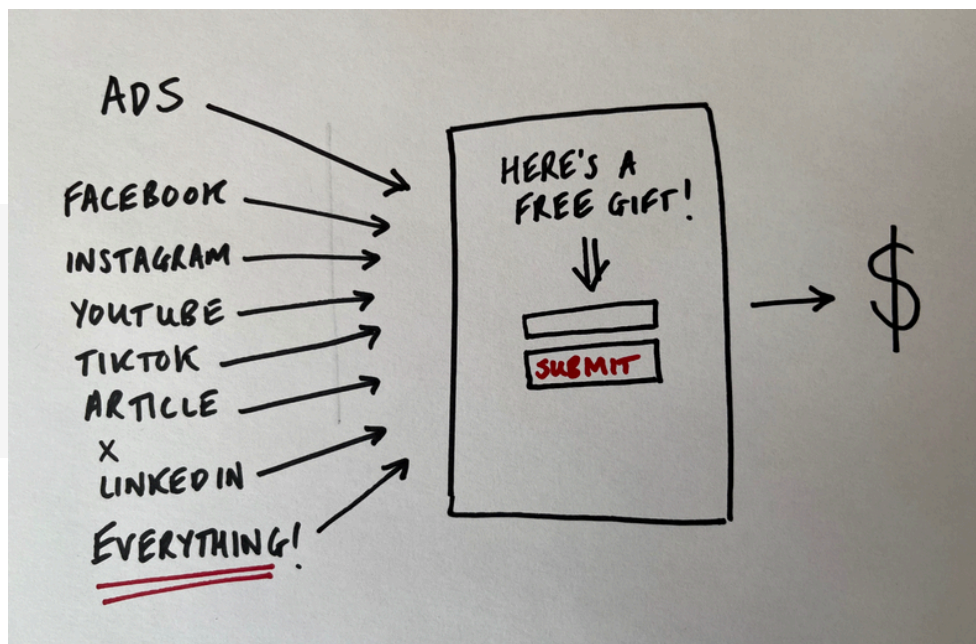 ADS
FACEBOOK
INSTAGRAM
YOUTUBE
TIKTOK
ARTICLE
X
LINKEDIN
EVERYTHING!
HERE'S A
FREE GIFT!
SUBMIT
$